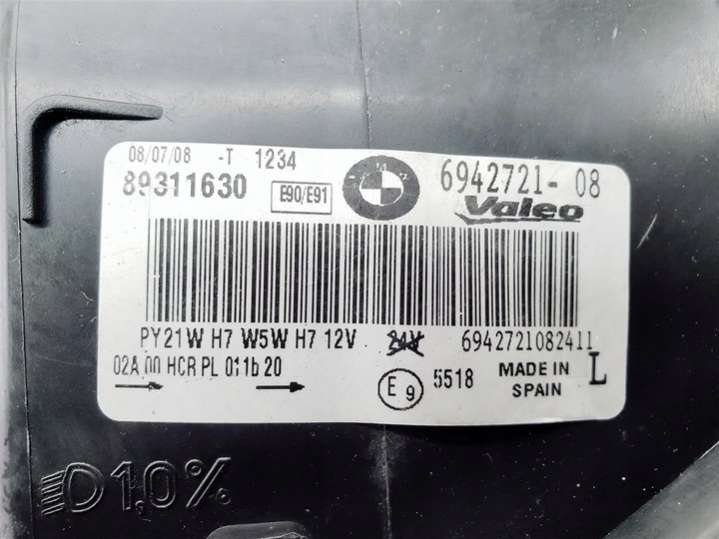 08/07/08 -T 1234
89311630 E90/E91 6942721- 08
Valeo
PY21W H7 W5W H7 12V 24V 6942721082411
02A 00 HCR PL 011b 20 E9 5518 MADE IN SPAIN L
1.0%